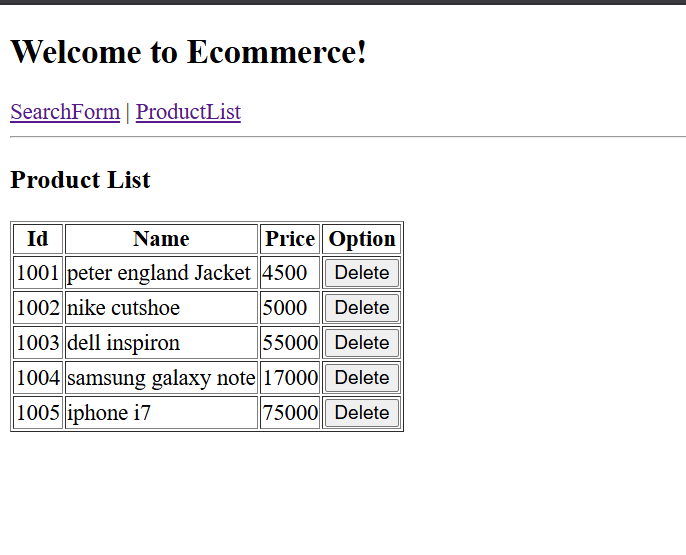 Welcome to Ecommerce!
SearchForm | ProductList
Product List
Id Name Price Option
1001 peter england Jacket 4500 Delete
1002 nike cutshoe 5000 Delete
1003 dell inspiron 55000 Delete
1004 samsung galaxy note 17000 Delete
1005 iphone i7 75000 Delete